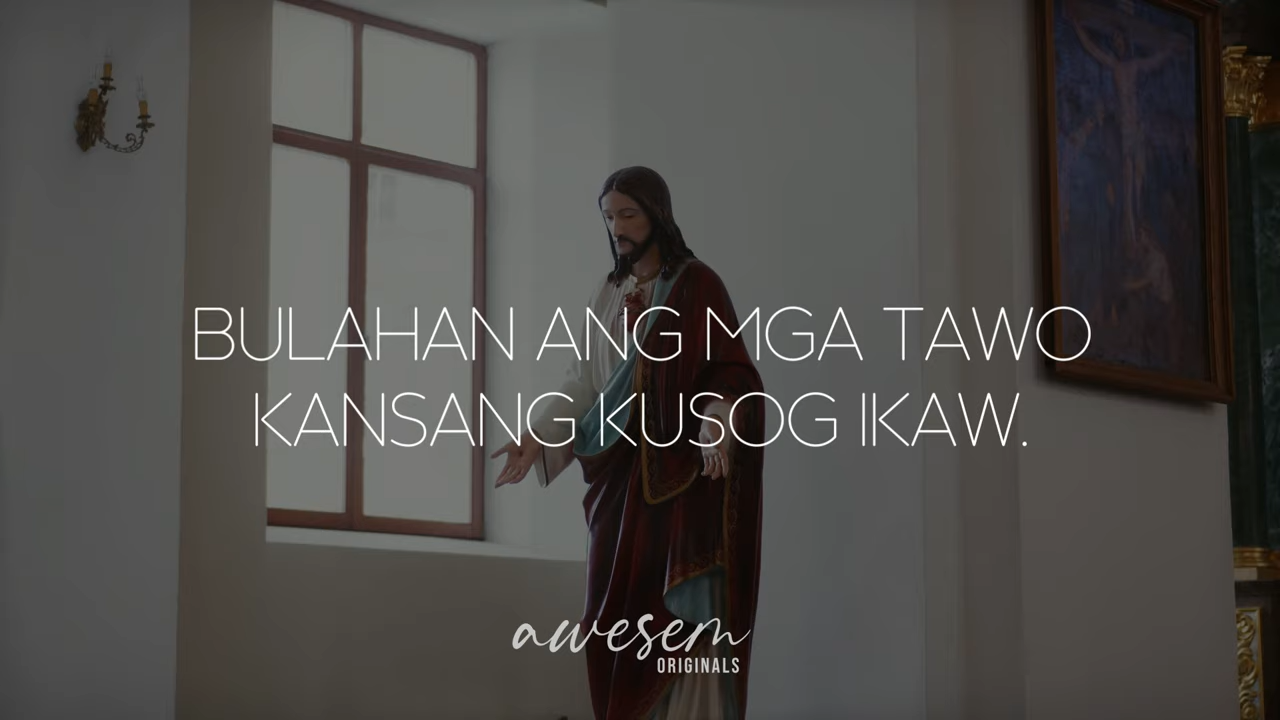 BULAHAN ANG MGA TAWO
KANSANG KUSOG IKAW.
awesem
ORIGINALS